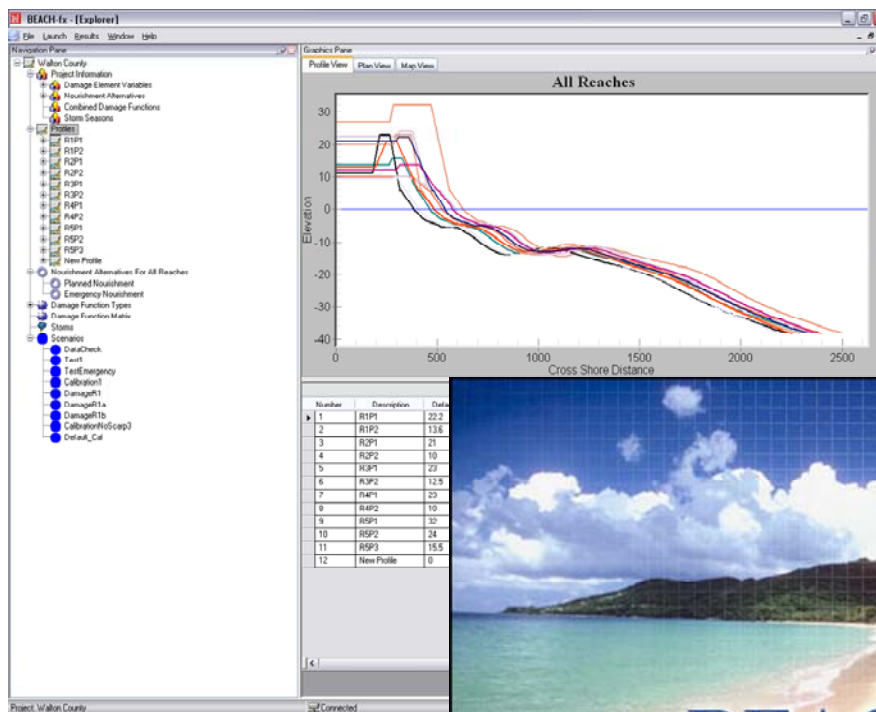 BEACH-fx - [Explorer]
File Launch Results Window Help
Navigation Pane
Walton County
Project Information
Damage Element Variables
Nourishment Alternatives
Combined Damage Functions
Storm Seasons
Profiles
R1P1
R1P2
R2P1
R2P2
R3P1
R3P2
R4P1
R4P2
R5P1
R5P2
R5P3
New Profile
Nourishment Alternatives For All Reaches
Planned Nourishment
Emergency Nourishment
Damage Function Types
Damage Function Matrix
Storms
Scenarios
DataCheck
Test1
TestEmergency
Calibration1
DamageR1
DamageR1a
DamageR1b
CalibrationNoScarp3
Default_Cal
Graphics Pane
Profile View Plan View Map View
All Reaches
Elevation
30
20
10
0
-10
-20
-30
-40
0 500 1000 1500 2000 2500
Cross Shore Distance
Number Description Defau
1 R1P1 22.2
2 R1P2 13.6
3 R2P1 21
4 R2P2 10
5 R3P1 23
6 R3P2 12.5
7 R4P1 23
8 R4P2 10
9 R5P1 32
10 R5P2 24
11 R5P3 15.5
12 New Profile 0
Project: Walton County
Connected